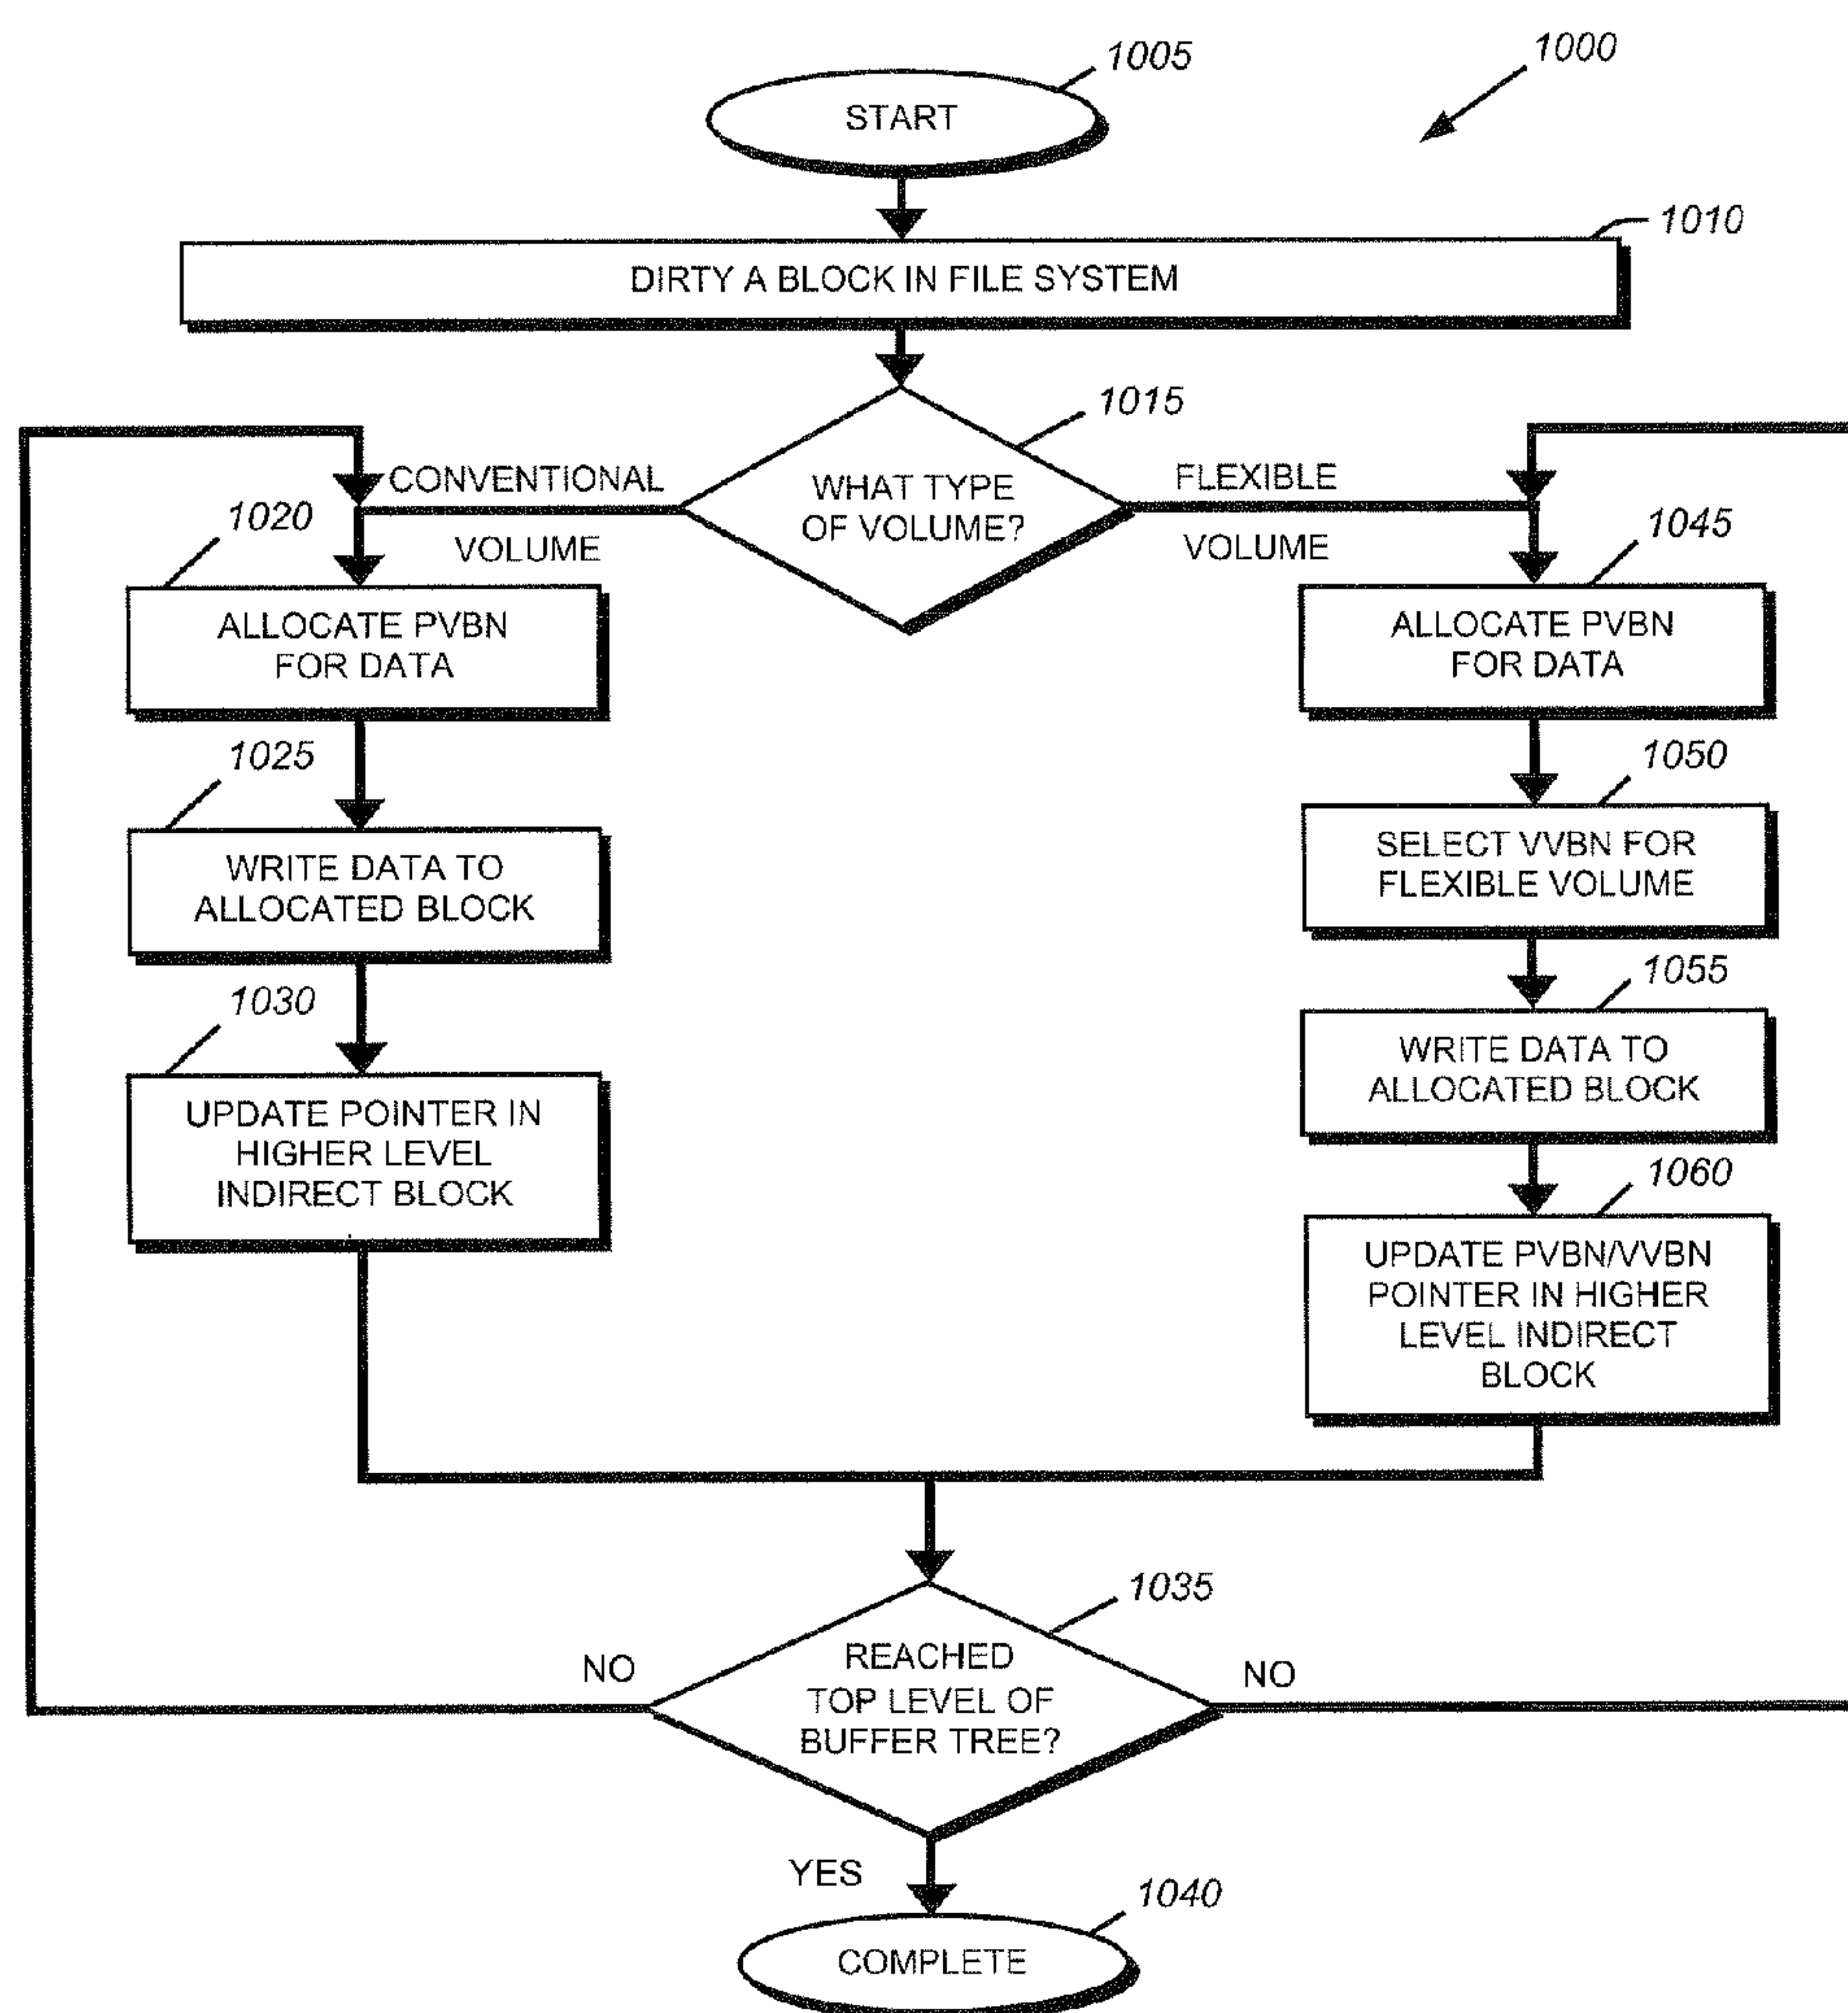 1005
1000
START
1010
DIRTY A BLOCK IN FILE SYSTEM
1015
WHAT TYPE
OF VOLUME?
CONVENTIONAL
VOLUME
FLEXIBLE
VOLUME
1020
ALLOCATE PVBN
FOR DATA
1025
WRITE DATA TO
ALLOCATED BLOCK
1030
UPDATE POINTER IN
HIGHER LEVEL
INDIRECT BLOCK
1045
ALLOCATE PVBN
FOR DATA
1050
SELECT VVBN FOR
FLEXIBLE VOLUME
1055
WRITE DATA TO
ALLOCATED BLOCK
1060
UPDATE PVBN/VVBN
POINTER IN HIGHER
LEVEL INDIRECT
BLOCK
1035
REACHED
TOP LEVEL OF
BUFFER TREE?
NO
NO
YES
1040
COMPLETE